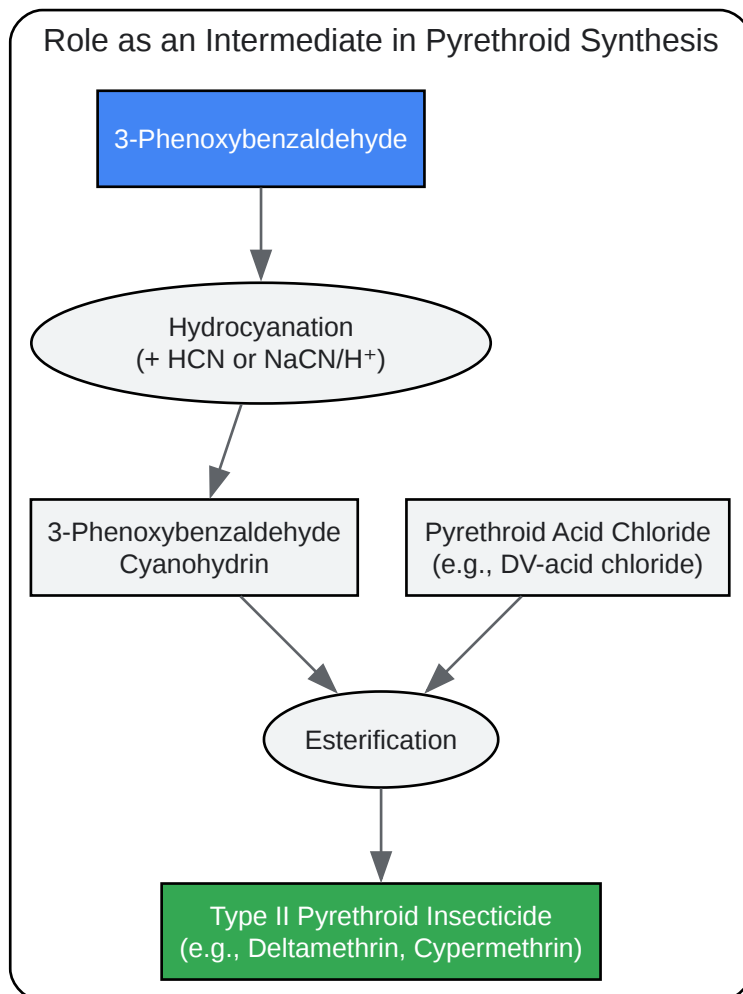 Role as an Intermediate in Pyrethroid Synthesis
3-Phenoxybenzaldehyde
Hydrocyanation
(+ HCN or NaCN/H⁺)
3-Phenoxybenzaldehyde
Cyanohydrin
Pyrethroid Acid Chloride
(e.g., DV-acid chloride)
Esterification
Type II Pyrethroid Insecticide
(e.g., Deltamethrin, Cypermethrin)